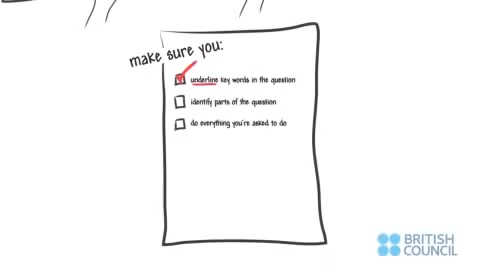 make sure you:
underline key words in the question
identify parts of the question
do everything you're asked to do
BRITISH
COUNCIL